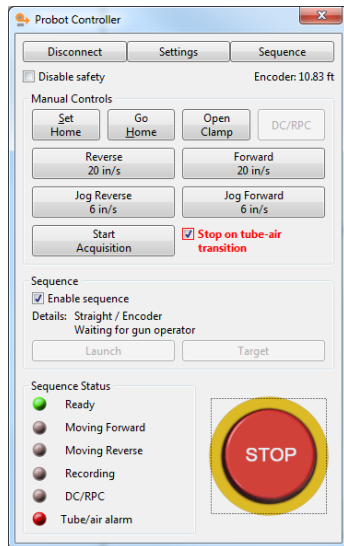 Probot Controller
Disconnect
Settings
Sequence
Disable safety
Encoder: 10.83 ft
Manual Controls
Set
Home
Go
Home
Open
Clamp
DC/RPC
Reverse
20 in/s
Forward
20 in/s
Jog Reverse
6 in/s
Jog Forward
6 in/s
Start
Acquisition
Stop on tube-air
transition
Sequence
Enable sequence
Details: Straight / Encoder
Waiting for gun operator
Launch
Target
Sequence Status
Ready
Moving Forward
Moving Reverse
Recording
DC/RPC
Tube/air alarm
STOP